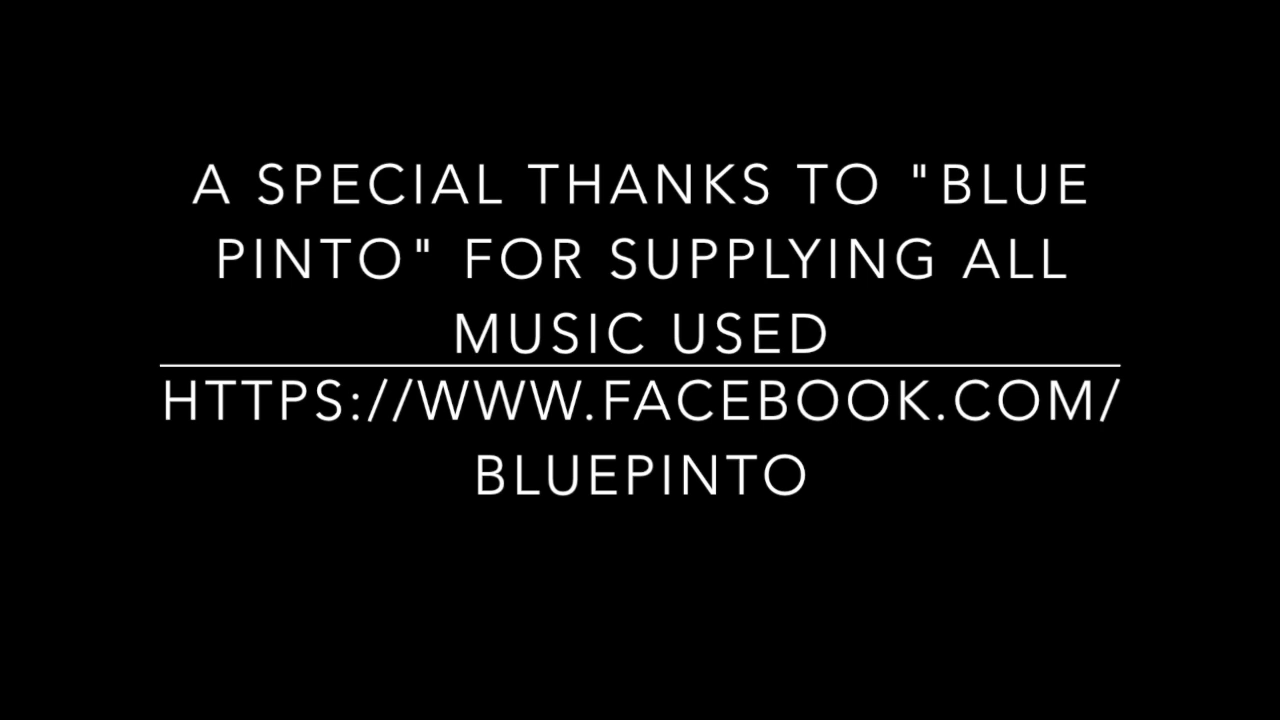 A SPECIAL THANKS TO "BLUE
PINTO" FOR SUPPLYING ALL
MUSIC USED
HTTPS://WWW.FACEBOOK.COM/
BLUEPINTO